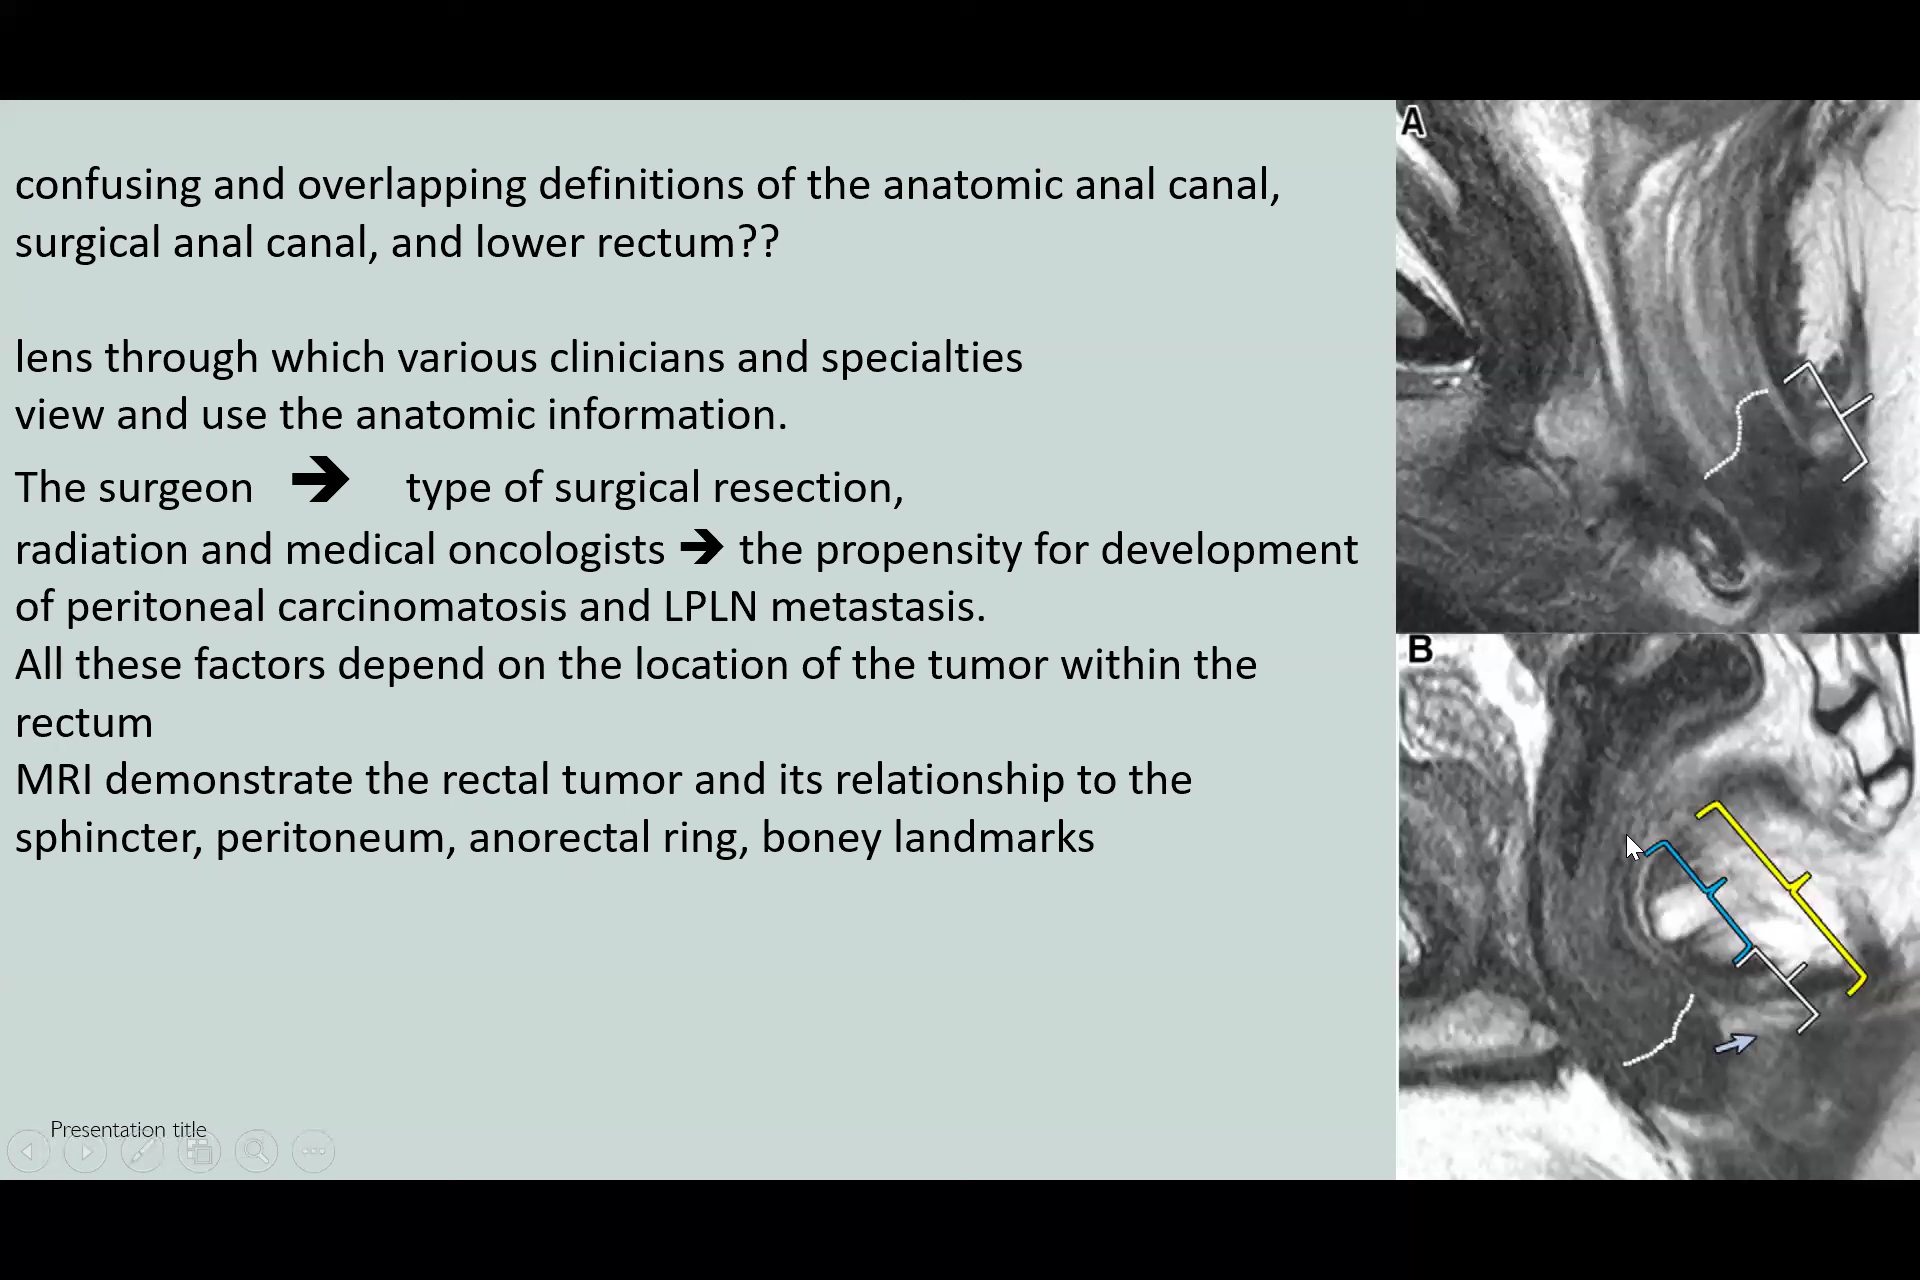 confusing and overlapping definitions of the anatomic anal canal,
surgical anal canal, and lower rectum??
lens through which various clinicians and specialties
view and use the anatomic information.
The surgeon ➔ type of surgical resection,
radiation and medical oncologists ➔ the propensity for development
of peritoneal carcinomatosis and LPLN metastasis.
All these factors depend on the location of the tumor within the
rectum
MRI demonstrate the rectal tumor and its relationship to the
sphincter, peritoneum, anorectal ring, boney landmarks
Presentation title
A
B